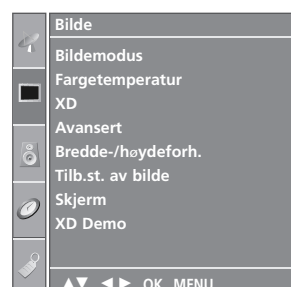 Bilde
Bildemodus
Fargetemperatur
XD
Avansert
Bredde-/høydeforh.
Tilb.st. av bilde
Skjerm
XD Demo
▲▼ ◄► OK MENU